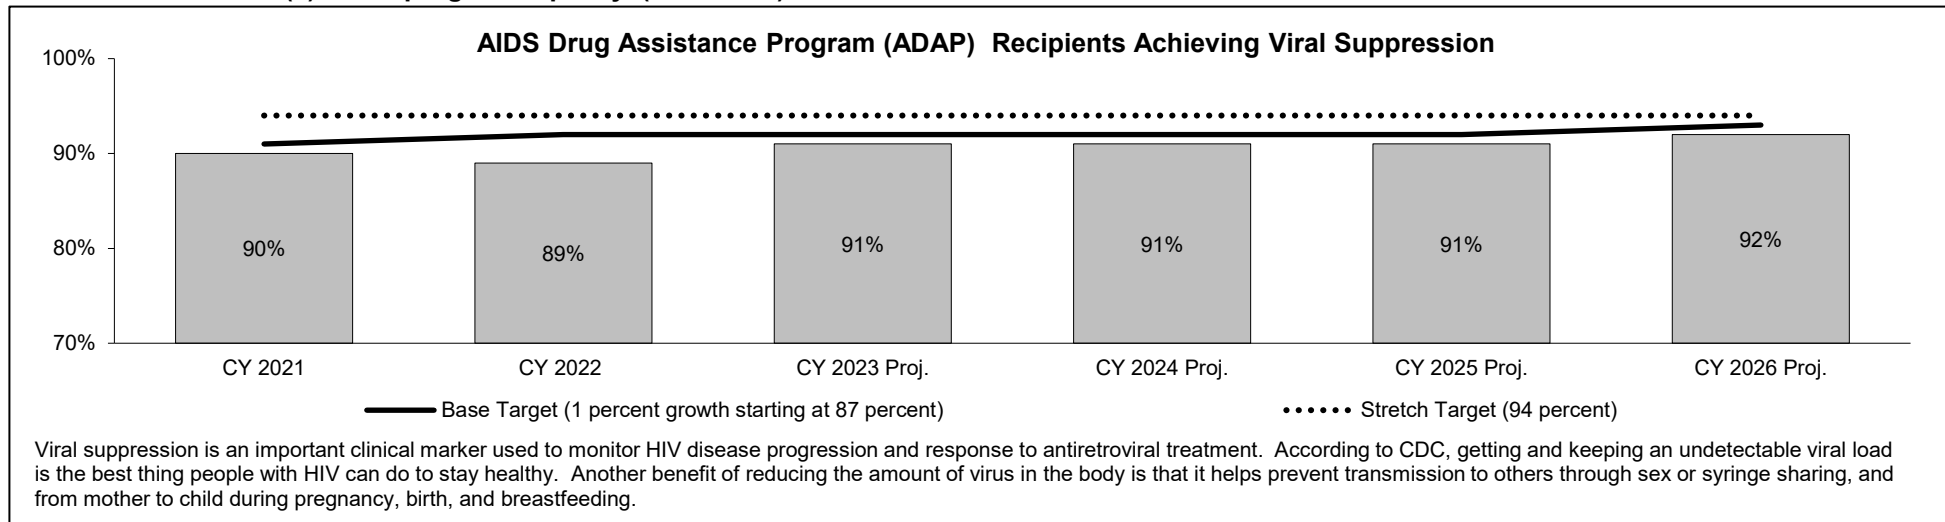 AIDS Drug Assistance Program (ADAP)  Recipients Achieving Viral Suppression
100%
90%
80%
70%
90%
89%
91%
91%
91%
92%
CY 2021
CY 2022
CY 2023 Proj.
CY 2024 Proj.
CY 2025 Proj.
CY 2026 Proj.
Base Target (1 percent growth starting at 87 percent)
Stretch Target (94 percent)
Viral suppression is an important clinical marker used to monitor HIV disease progression and response to antiretroviral treatment.  According to CDC, getting and keeping an undetectable viral load
is the best thing people with HIV can do to stay healthy.  Another benefit of reducing the amount of virus in the body is that it helps prevent transmission to others through sex or syringe sharing, and
from mother to child during pregnancy, birth, and breastfeeding.